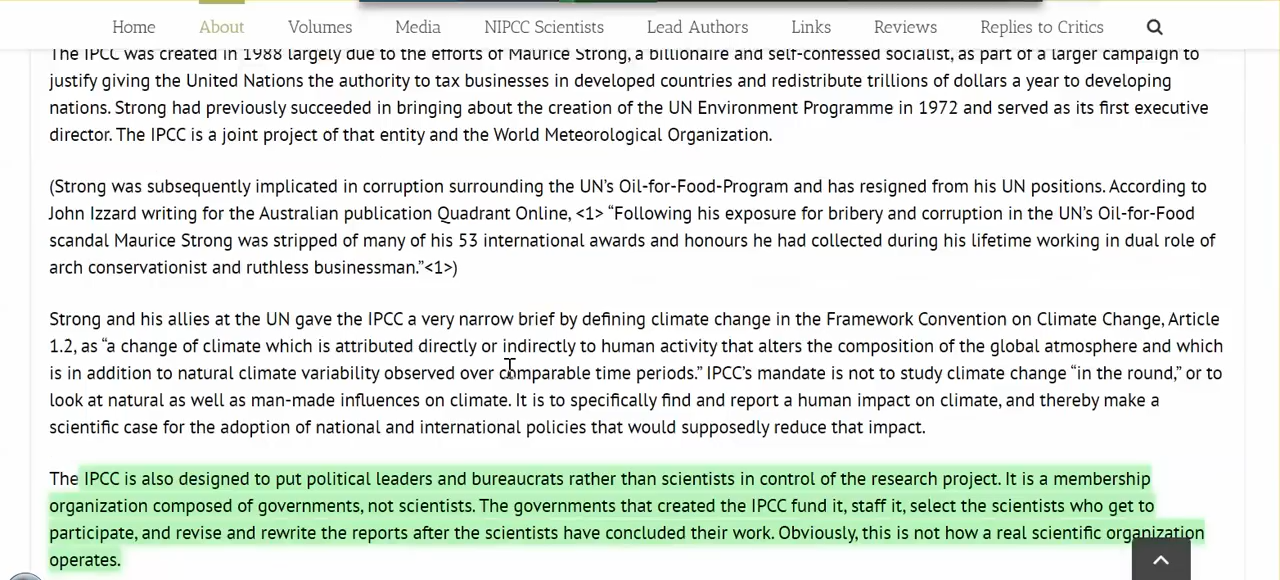 Home About Volumes Media NIPCC Scientists Lead Authors Links Reviews Replies to Critics
The IPCC was created in 1988 largely due to the efforts of Maurice Strong, a billionaire and self-confessed socialist, as part of a larger campaign to
justify giving the United Nations the authority to tax businesses in developed countries and redistribute trillions of dollars a year to developing
nations. Strong had previously succeeded in bringing about the creation of the UN Environment Programme in 1972 and served as its first executive
director. The IPCC is a joint project of that entity and the World Meteorological Organization.
(Strong was subsequently implicated in corruption surrounding the UN’s Oil-for-Food-Program and has resigned from his UN positions. According to
John Izzard writing for the Australian publication Quadrant Online, <1> “Following his exposure for bribery and corruption in the UN’s Oil-for-Food
scandal Maurice Strong was stripped of many of his 53 international awards and honours he had collected during his lifetime working in dual role of
arch conservationist and ruthless businessman.”<1>)
Strong and his allies at the UN gave the IPCC a very narrow brief by defining climate change in the Framework Convention on Climate Change, Article
1.2, as “a change of climate which is attributed directly or indirectly to human activity that alters the composition of the global atmosphere and which
is in addition to natural climate variability observed over comparable time periods.” IPCC’s mandate is not to study climate change “in the round,” or to
look at natural as well as man-made influences on climate. It is to specifically find and report a human impact on climate, and thereby make a
scientific case for the adoption of national and international policies that would supposedly reduce that impact.
The IPCC is also designed to put political leaders and bureaucrats rather than scientists in control of the research project. It is a membership
organization composed of governments, not scientists. The governments that created the IPCC fund it, staff it, select the scientists who get to
participate, and revise and rewrite the reports after the scientists have concluded their work. Obviously, this is not how a real scientific organization
operates.